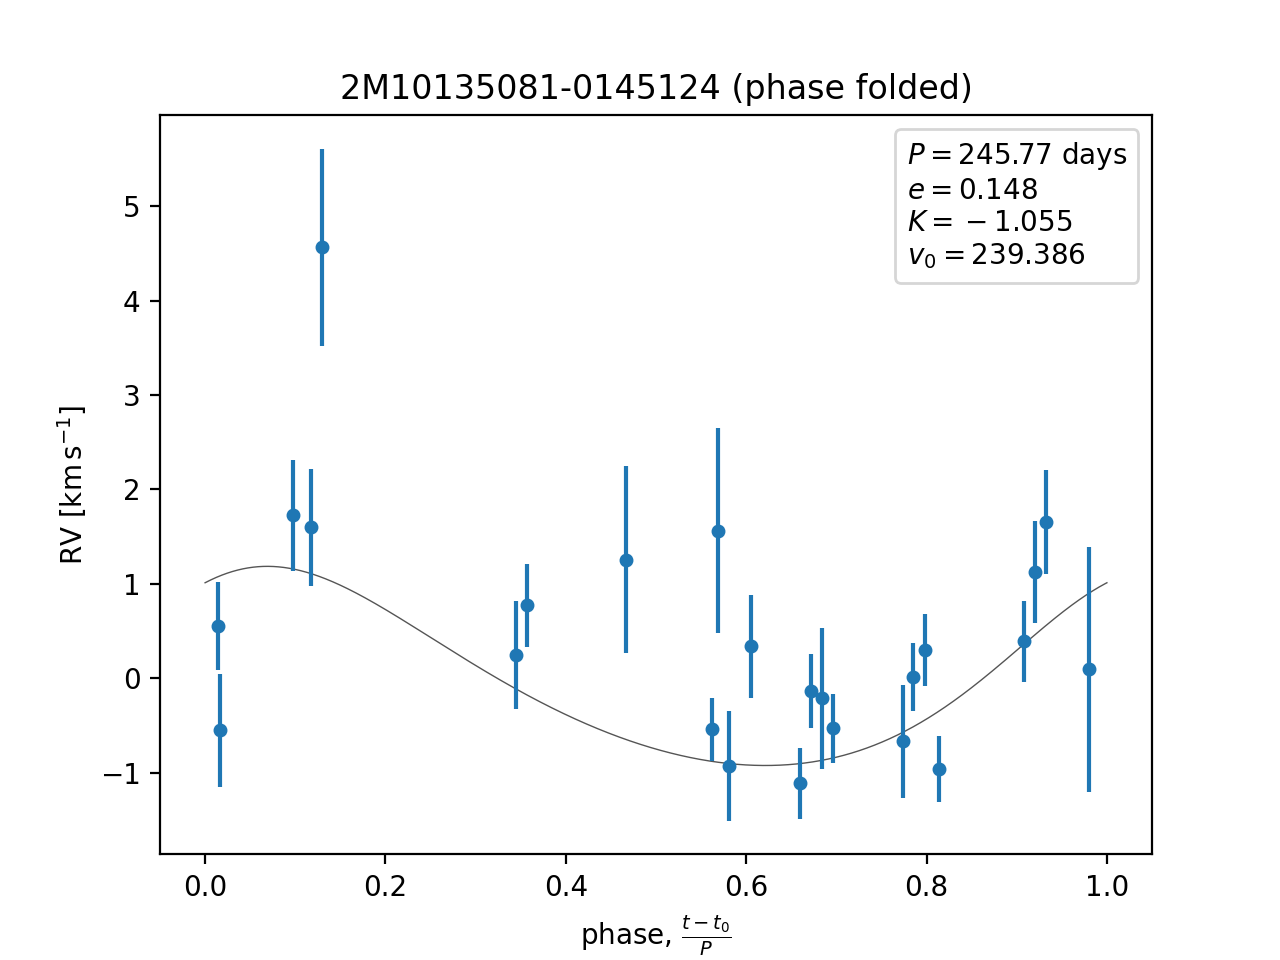 2M10135081-0145124 (phase folded)
P = 245.77 days
e = 0.148
K = −1.055
v₀ = 239.386
RV [km s⁻¹]
5
4
3
2
1
0
−1
0.0 0.2 0.4 0.6 0.8 1.0
phase, (t − t₀)/P